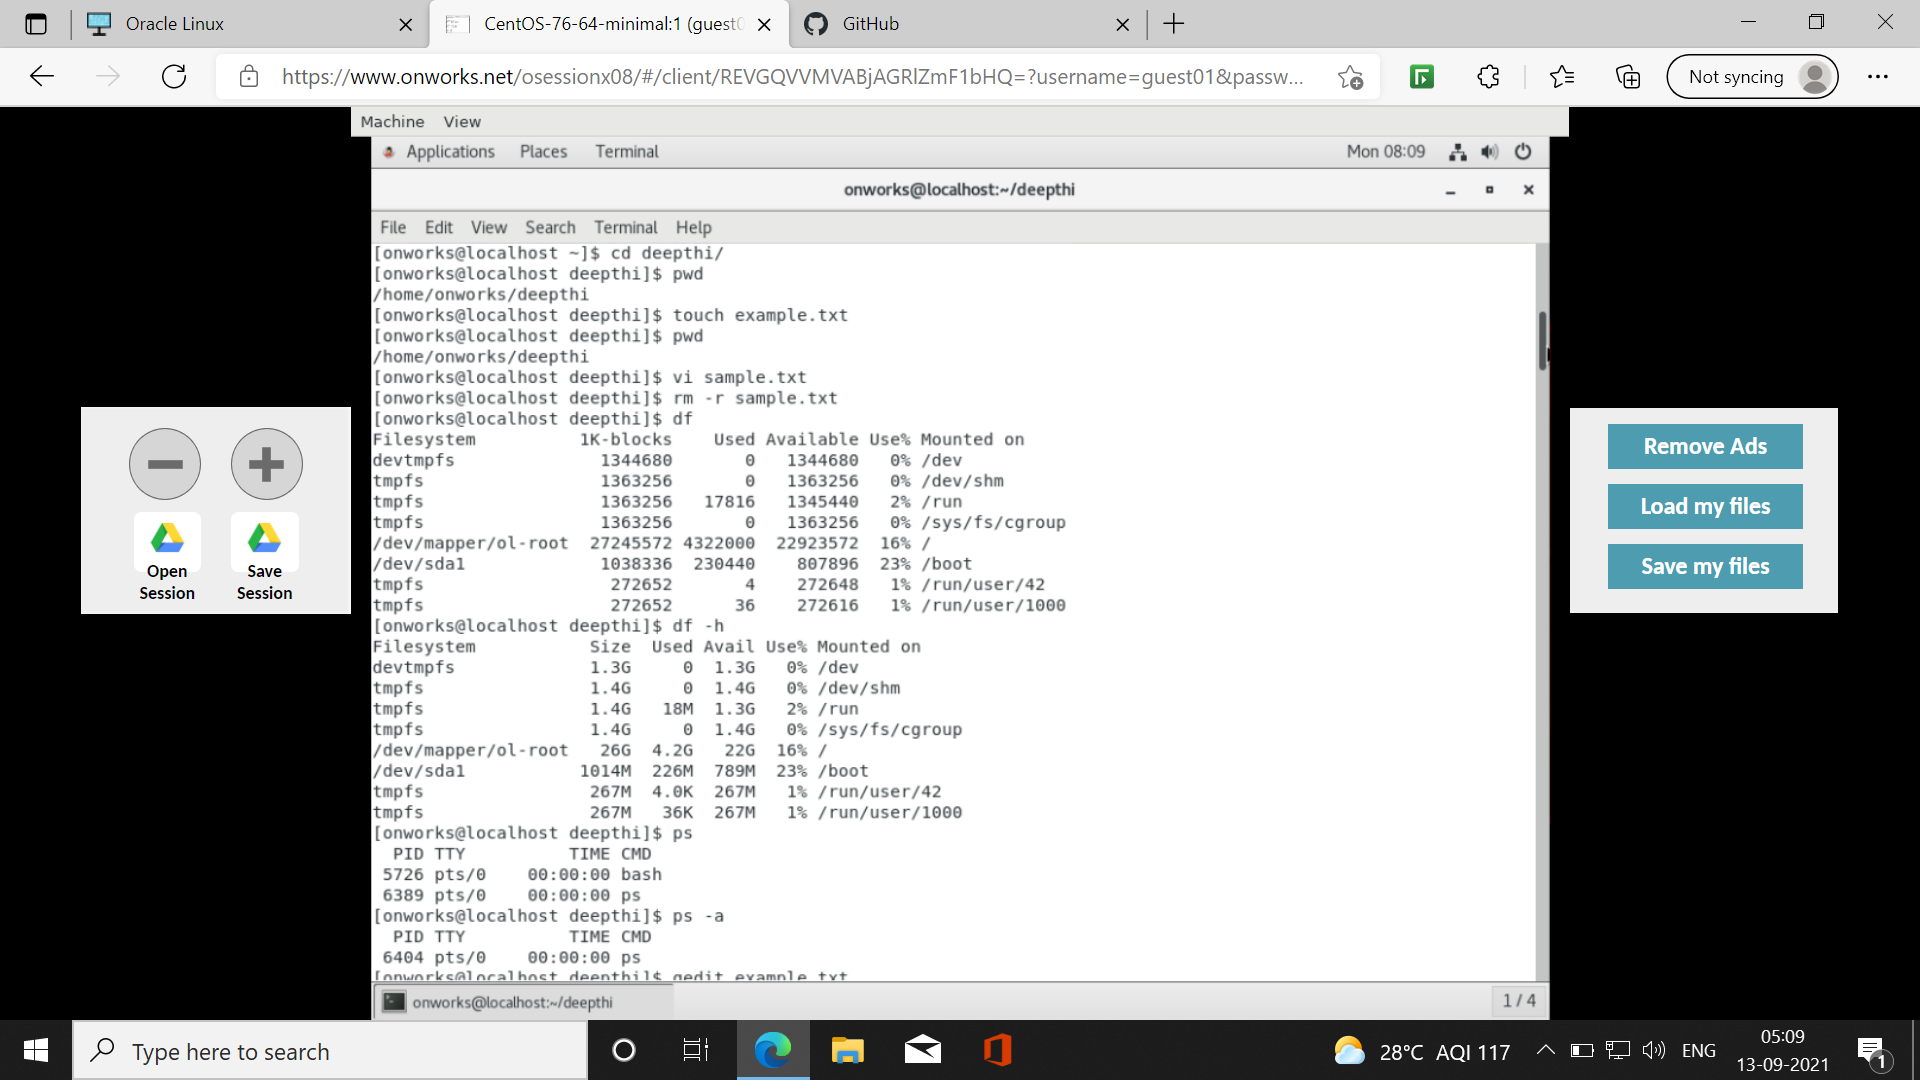 Oracle Linux
CentOS-76-64-minimal:1 (guest0
GitHub
https://www.onworks.net/osessionx08/#/client/REVGQVVMVABjAGRlZmF1bHQ=?username=guest01&passw...
Not syncing
Machine View
Applications Places Terminal Mon 08:09
onworks@localhost:~/deepthi
File Edit View Search Terminal Help
[onworks@localhost ~]$ cd deepthi/
[onworks@localhost deepthi]$ pwd
/home/onworks/deepthi
[onworks@localhost deepthi]$ touch example.txt
[onworks@localhost deepthi]$ pwd
/home/onworks/deepthi
[onworks@localhost deepthi]$ vi sample.txt
[onworks@localhost deepthi]$ rm -r sample.txt
[onworks@localhost deepthi]$ df
Filesystem 1K-blocks Used Available Use% Mounted on
devtmpfs 1344680 0 1344680 0% /dev
tmpfs 1363256 0 1363256 0% /dev/shm
tmpfs 1363256 17816 1345440 2% /run
tmpfs 1363256 0 1363256 0% /sys/fs/cgroup
/dev/mapper/ol-root 27245572 4322000 22923572 16% /
/dev/sda1 1038336 230440 807896 23% /boot
tmpfs 272652 4 272648 1% /run/user/42
tmpfs 272652 36 272616 1% /run/user/1000
[onworks@localhost deepthi]$ df -h
Filesystem Size Used Avail Use% Mounted on
devtmpfs 1.3G 0 1.3G 0% /dev
tmpfs 1.4G 0 1.4G 0% /dev/shm
tmpfs 1.4G 18M 1.3G 2% /run
tmpfs 1.4G 0 1.4G 0% /sys/fs/cgroup
/dev/mapper/ol-root 26G 4.2G 22G 16% /
/dev/sda1 1014M 226M 789M 23% /boot
tmpfs 267M 4.0K 267M 1% /run/user/42
tmpfs 267M 36K 267M 1% /run/user/1000
[onworks@localhost deepthi]$ ps
PID TTY TIME CMD
5726 pts/0 00:00:00 bash
6389 pts/0 00:00:00 ps
[onworks@localhost deepthi]$ ps -a
PID TTY TIME CMD
6404 pts/0 00:00:00 ps
[onworks@localhost deepthi]$ gedit example.txt
onworks@localhost:~/deepthi
1 / 4
Open Session
Save Session
Remove Ads
Load my files
Save my files
Type here to search
28°C AQI 117
ENG
05:09
13-09-2021
1